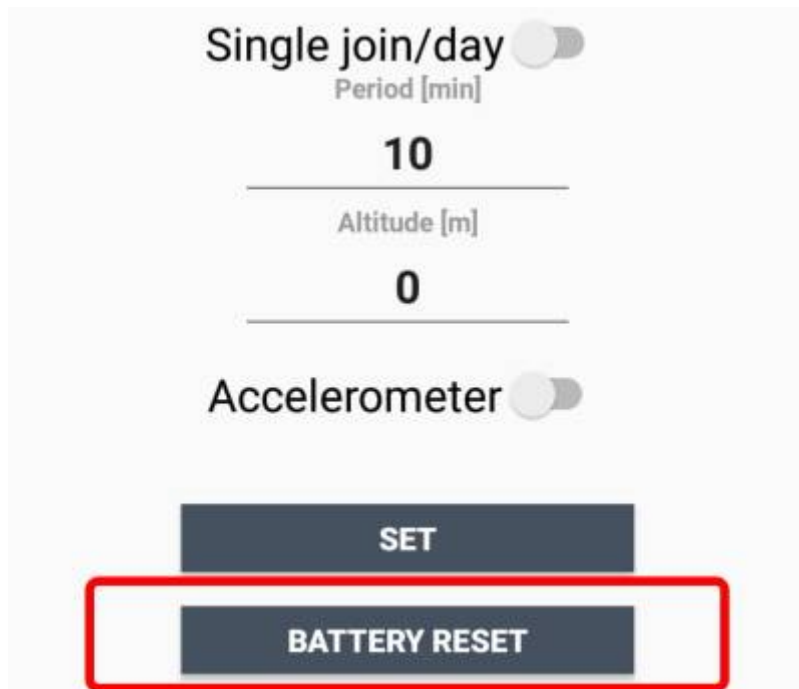 Single join/day
Period [min]
10
Altitude [m]
0
Accelerometer
SET
BATTERY RESET